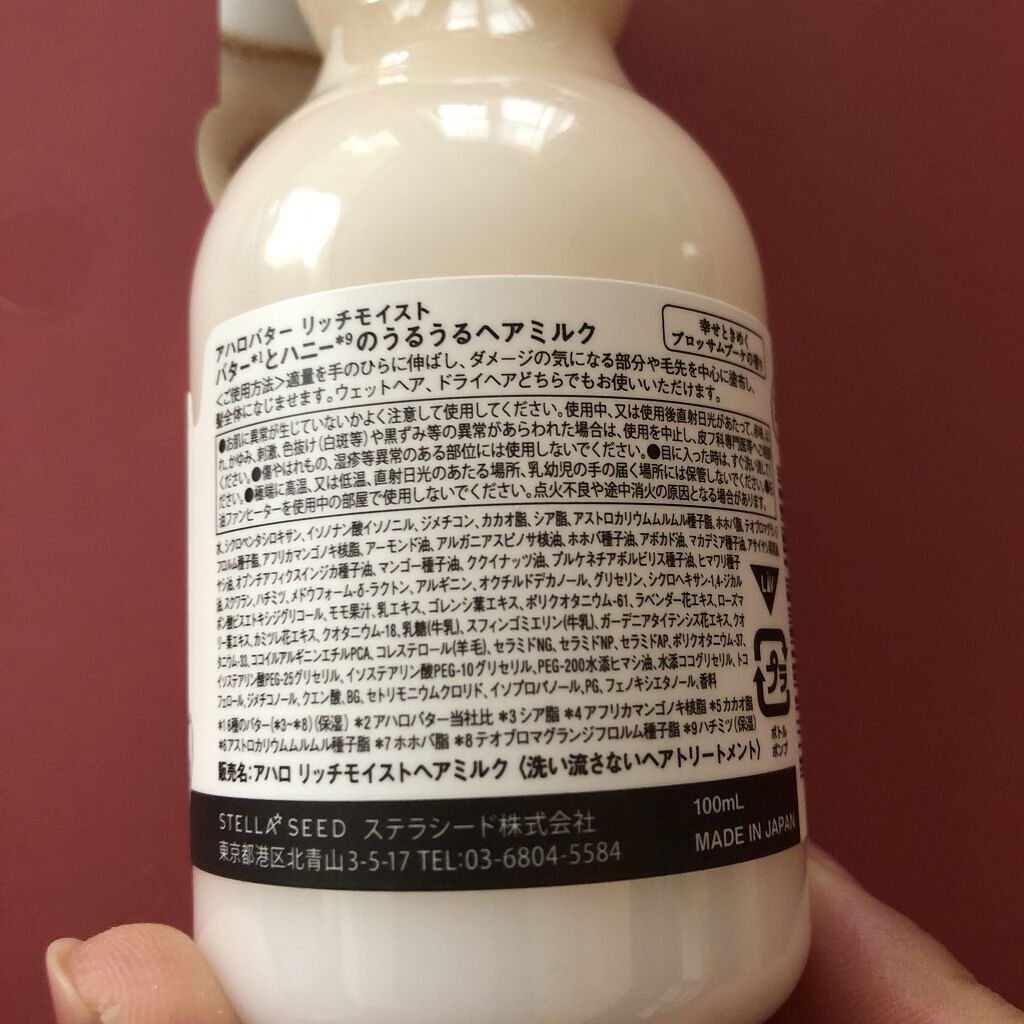 アハロバター リッチモイスト
バター*1とハニー*9のうるうるヘアミルク
幸せときめく
ブロッサムブーケの香り
<ご使用方法>適量を手のひらに伸ばし、ダメージの気になる部分や毛先を中心に塗布し、
髪全体になじませます。ウェットヘア、ドライヘアどちらでもお使いいただけます。
●お肌に異常が生じていないかよく注意して使用してください。使用中、又は使用後直射日光があたって、
れ、かゆみ、刺激、色抜け(白斑等)や黒ずみ等の異常があらわれた場合は、使用を中止し、皮フ科専門医等へご
ください。●傷やはれもの、湿疹等異常のある部位には使用しないでください。●目に入った時は、すぐに洗い流して
ださい。●極端に高温、又は低温、直射日光のあたる場所、乳幼児の手の届く場所には保管しないでください。
油ファンヒーターを使用中の部屋で使用しないでください。点火不良や途中消火の原因となる場合があります。
水、シクロペンタシロキサン、イソノナン酸イソノニル、ジメチコン、カカオ脂、シア脂、アストロカリウムムルムル種子脂、ホホバ脂、テオブロマグランジ
フロルム種子脂、アフリカマンゴノキ核脂、アーモンド油、アルガニアスピノサ核油、ホホバ種子油、アボカド油、マカデミア種子油、アサイヤシ
ヤシ油、オプンチアフィクスインジカ種子油、マンゴー種子油、ククイナッツ油、プルケネチアボルビリス種子油、ヒマワリ種子
油、スクワラン、ハチミツ、メドウフォーム-δ-ラクトン、アルギニン、オクチルドデカノール、グリセリン、シクロヘキサン-1,4-ジカル
ボン酸ビスエトキシジグリコール、モモ果汁、乳エキス、ゴレンシ葉エキス、ポリクオタニウム-61、ラベンダー花エキス、ローズマ
リー葉エキス、カミツレ花エキス、クオタニウム-18、乳糖(牛乳)、スフィンゴミエリン(牛乳)、ガーデニアタイテンシス花エキス、クオ
タニウム-33、ココイルアルギニンエチルPCA、コレステロール(羊毛)、セラミドNG、セラミドNP、セラミドAP、ポリクオタニウム-37、
イソステアリン酸PEG-25グリセリル、イソステアリン酸PEG-10グリセリル、PEG-200水添ヒマシ油、水添ココグリセリル、トコ
フェロール、ジメチコノール、クエン酸、BG、セトリモニウムクロリド、イソプロパノール、PG、フェノキシエタノール、香料
*1 6種のバター(*3~*8)(保湿) *2 アハロバター当社比 *3 シア脂 *4 アフリカマンゴノキ核脂 *5 カカオ脂
*6 アストロカリウムムルムル種子脂 *7 ホホバ脂 *8 テオブロマグランジフロルム種子脂 *9 ハチミツ(保湿)
LiV
プラ
ボトル
ポンプ
販売名:アハロ リッチモイストヘアミルク〈洗い流さないヘアトリートメント〉
STELLA SEED ステラシード株式会社
東京都港区北青山3-5-17 TEL:03-6804-5584
100mL
MADE IN JAPAN